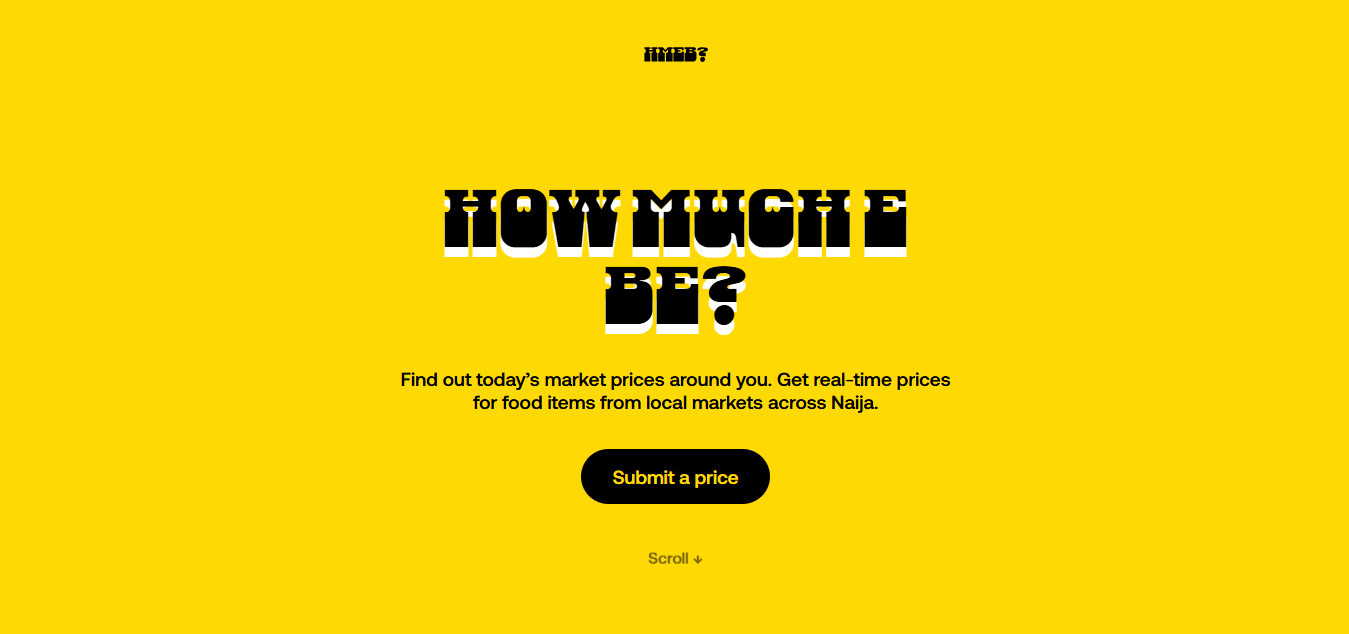 HMEB?
HOW MUCH E
BE?
Find out today’s market prices around you. Get real-time prices
for food items from local markets across Naija.
Submit a price
Scroll ↓